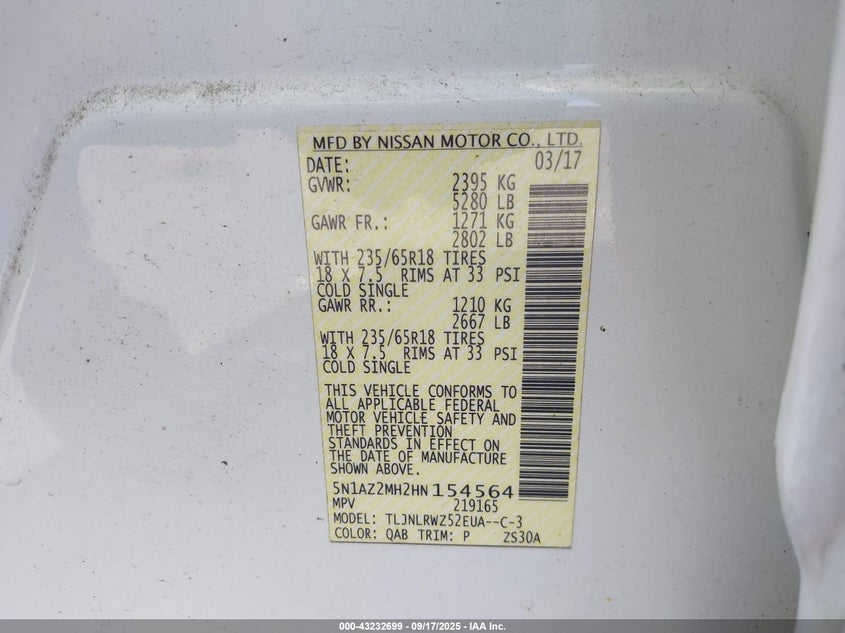 MFD BY NISSAN MOTOR CO., LTD.
DATE: 03/17
GVWR: 2395 KG
5280 LB
GAWR FR.: 1271 KG
2802 LB
WITH 235/65R18 TIRES
18 X 7.5 RIMS AT 33 PSI
COLD SINGLE
GAWR RR.: 1210 KG
2667 LB
WITH 235/65R18 TIRES
18 X 7.5 RIMS AT 33 PSI
COLD SINGLE
THIS VEHICLE CONFORMS TO
ALL APPLICABLE FEDERAL
MOTOR VEHICLE SAFETY AND
THEFT PREVENTION
STANDARDS IN EFFECT ON
THE DATE OF MANUFACTURE
SHOWN ABOVE.
5N1AZ2MH2HN154564
MPV 219165
MODEL: TLJNLRWZ52EUA--C-3
COLOR: QAB TRIM: P ZS30A
000-43232699 - 09/17/2025 - IAA Inc.